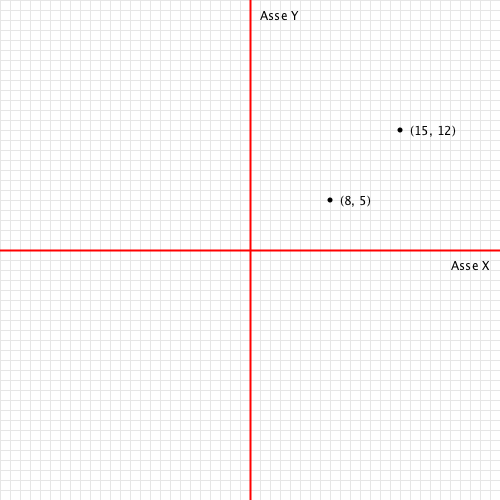 Asse Y
(15, 12)
(8, 5)
Asse X